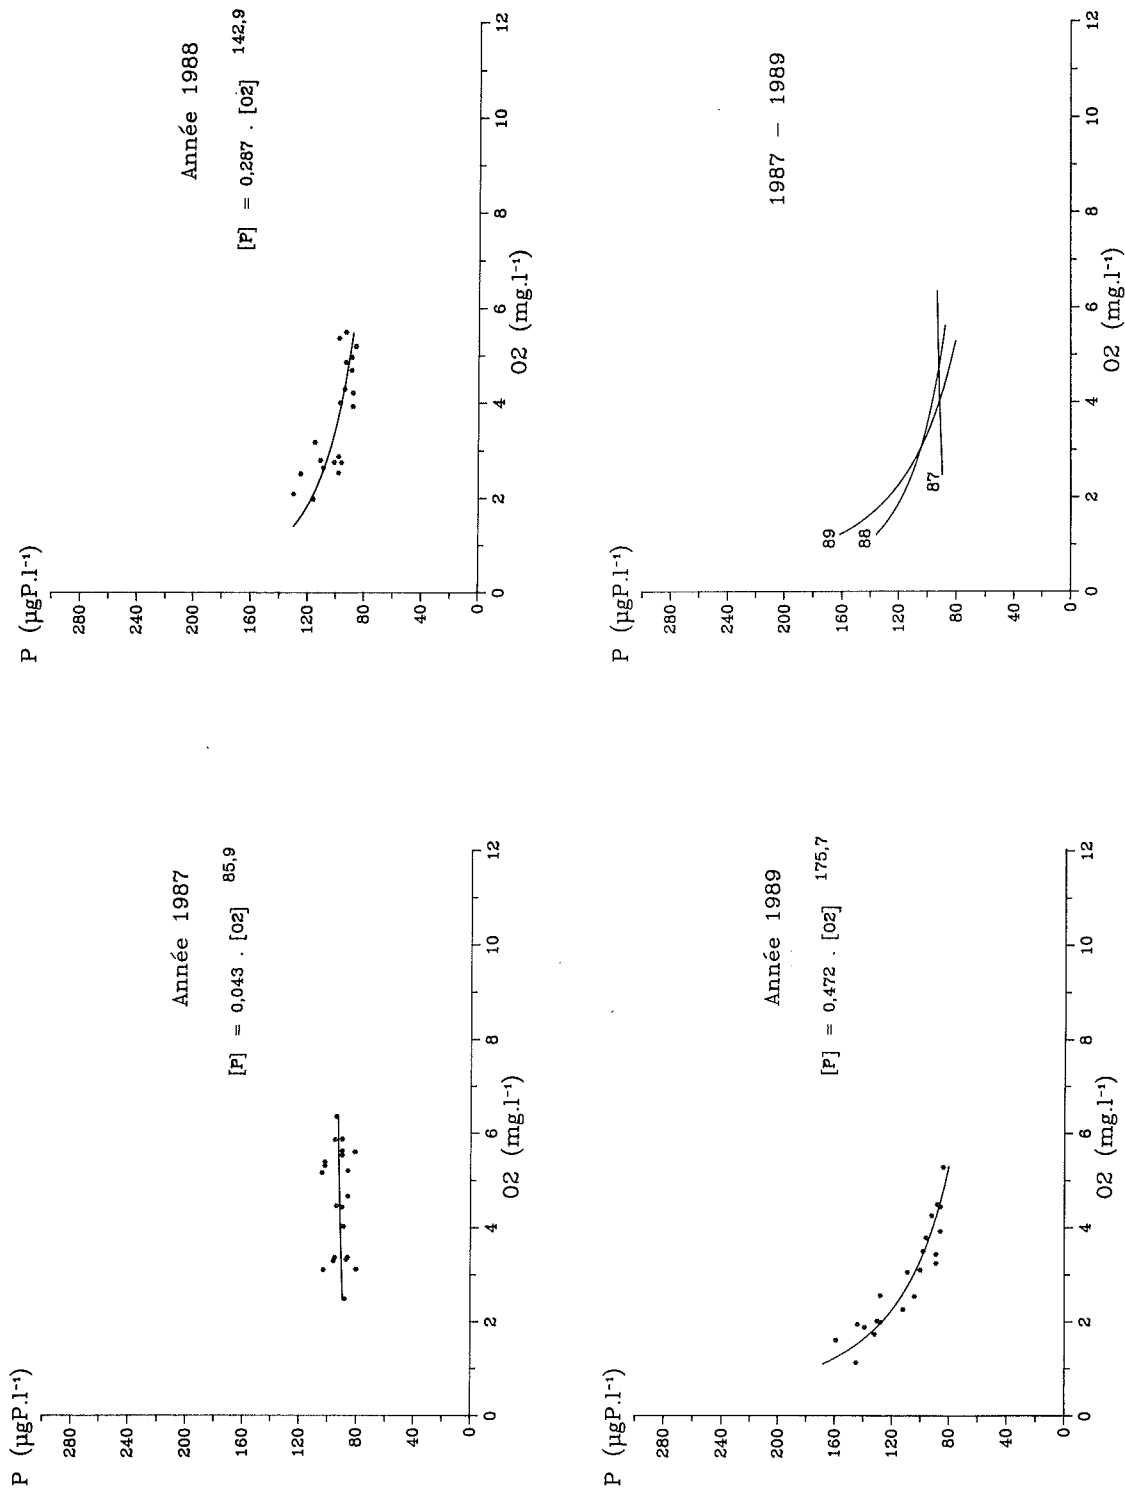 P (µgP.l⁻¹)
Année 1987
[P] = 0,043 . [O2] 85,9
280
240
200
160
120
80
40
0
0 2 4 6 8 10 12
O2 (mg.l⁻¹)
P (µgP.l⁻¹)
Année 1988
[P] = 0,287 . [O2] 142,9
280
240
200
160
120
80
40
0
0 2 4 6 8 10 12
O2 (mg.l⁻¹)
P (µgP.l⁻¹)
Année 1989
[P] = 0,472 . [O2] 175,7
280
240
200
160
120
80
40
0
0 2 4 6 8 10 12
O2 (mg.l⁻¹)
P (µgP.l⁻¹)
1987 – 1989
89
88
87
280
240
200
160
120
80
40
0
0 2 4 6 8 10 12
O2 (mg.l⁻¹)